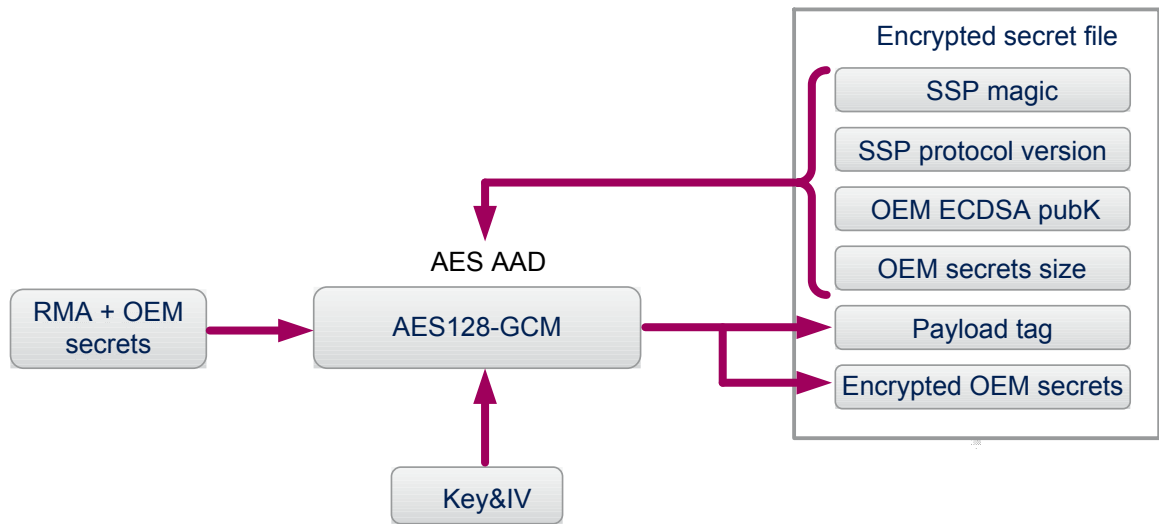 Encrypted secret file
SSP magic
SSP protocol version
OEM ECDSA pubK
OEM secrets size
Payload tag
Encrypted OEM secrets
AES AAD
RMA + OEM
secrets
AES128-GCM
Key&IV